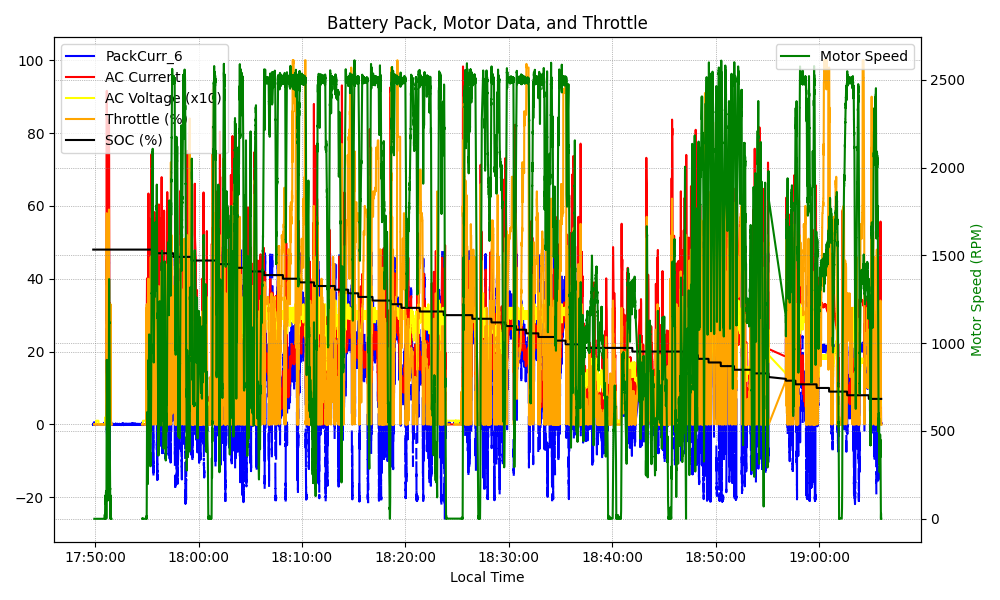 Battery Pack, Motor Data, and Throttle
PackCurr_6
AC Current
AC Voltage (x10)
Throttle (%)
SOC (%)
Motor Speed
100
80
60
40
20
0
−20
2500
2000
1500
1000
500
0
Motor Speed (RPM)
17:50:00 18:00:00 18:10:00 18:20:00 18:30:00 18:40:00 18:50:00 19:00:00
Local Time